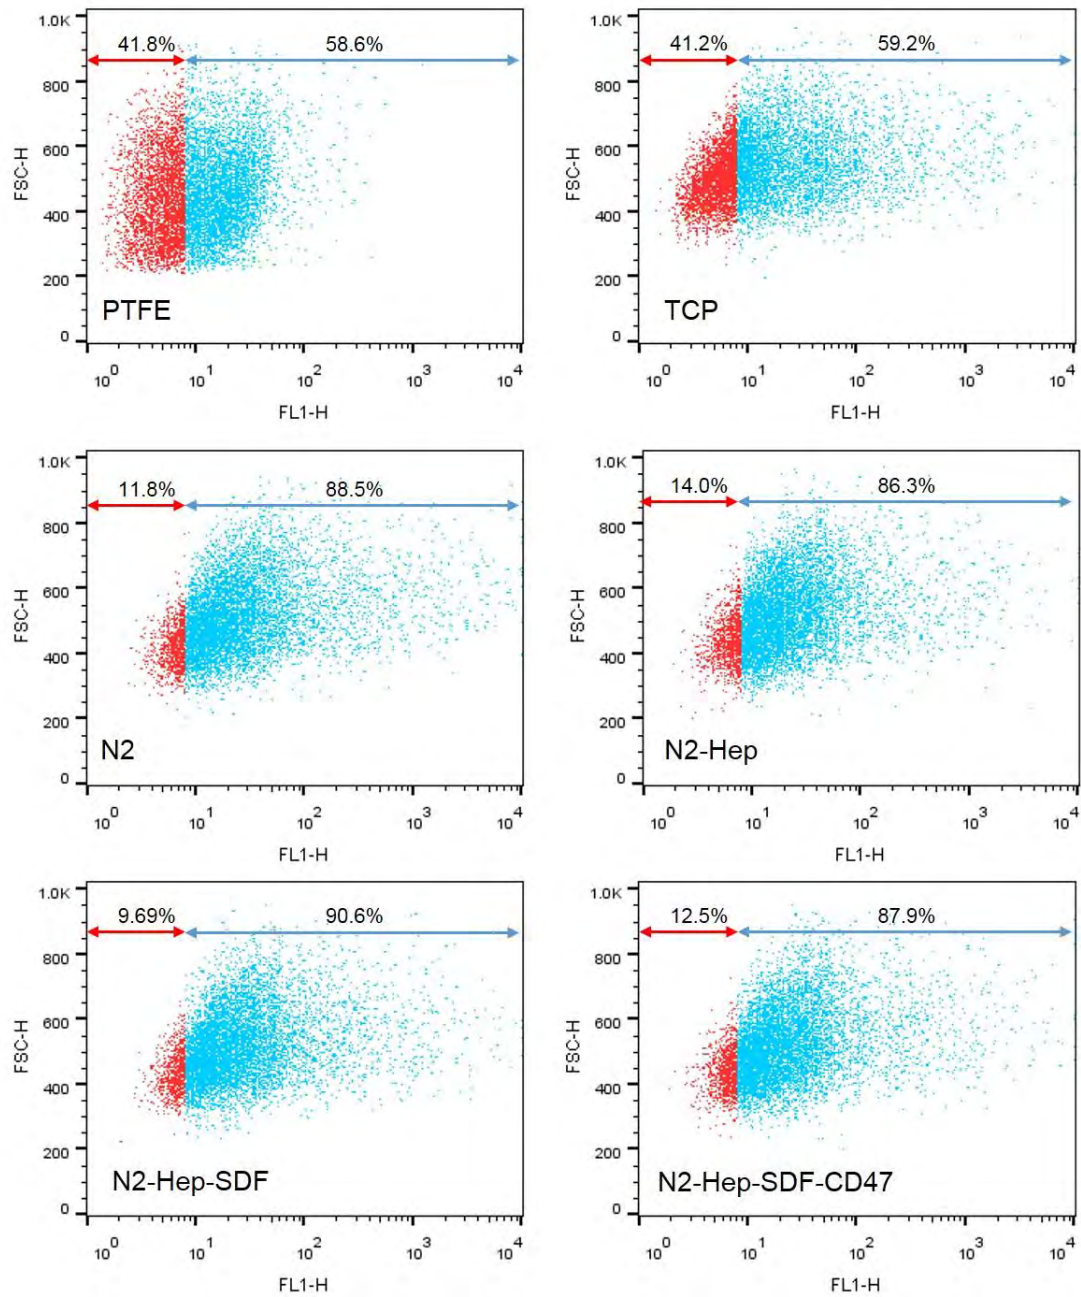 1.0K
41.8% 58.6%
800
600
400
200
0
FSC-H
PTFE
10^0 10^1 10^2 10^3 10^4
FL1-H
1.0K
41.2% 59.2%
800
600
400
200
0
FSC-H
TCP
10^0 10^1 10^2 10^3 10^4
FL1-H
1.0K
11.8% 88.5%
800
600
400
200
0
FSC-H
N2
10^0 10^1 10^2 10^3 10^4
FL1-H
1.0K
14.0% 86.3%
800
600
400
200
0
FSC-H
N2-Hep
10^0 10^1 10^2 10^3 10^4
FL1-H
1.0K
9.69% 90.6%
800
600
400
200
0
FSC-H
N2-Hep-SDF
10^0 10^1 10^2 10^3 10^4
FL1-H
1.0K
12.5% 87.9%
800
600
400
200
0
FSC-H
N2-Hep-SDF-CD47
10^0 10^1 10^2 10^3 10^4
FL1-H